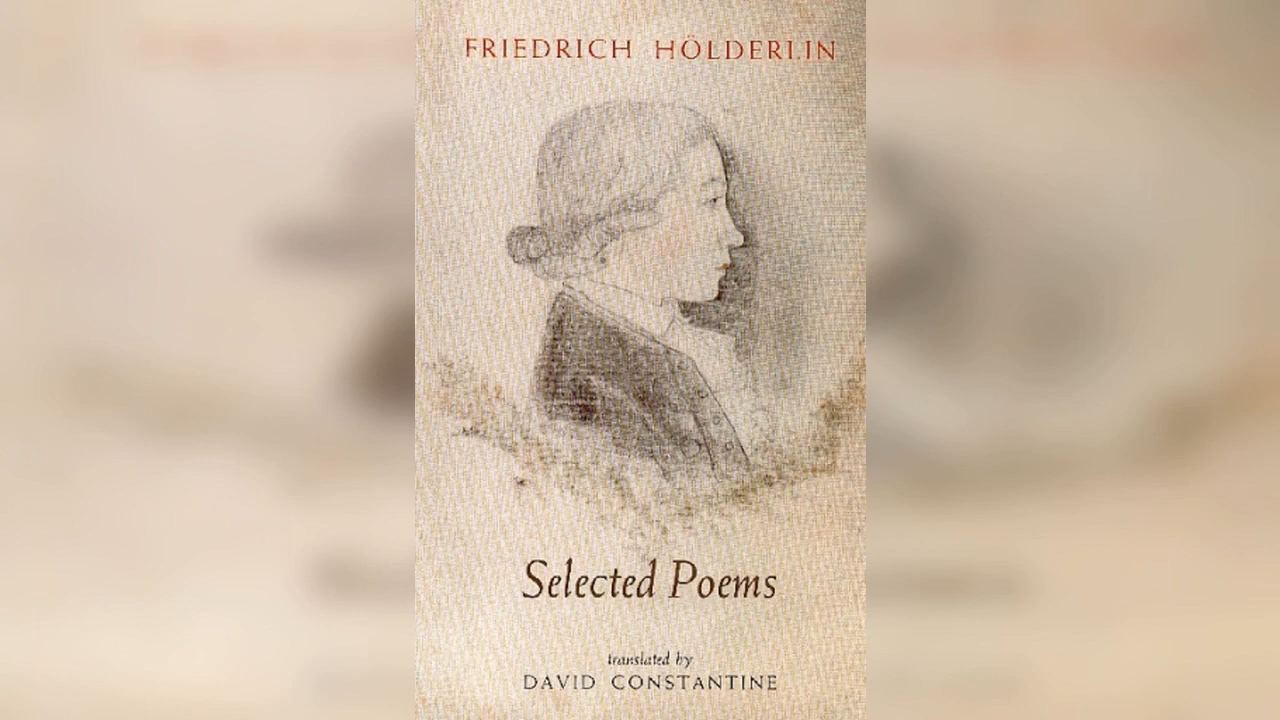 FRIEDRICH HÖLDERLIN
Selected Poems
translated by
DAVID CONSTANTINE